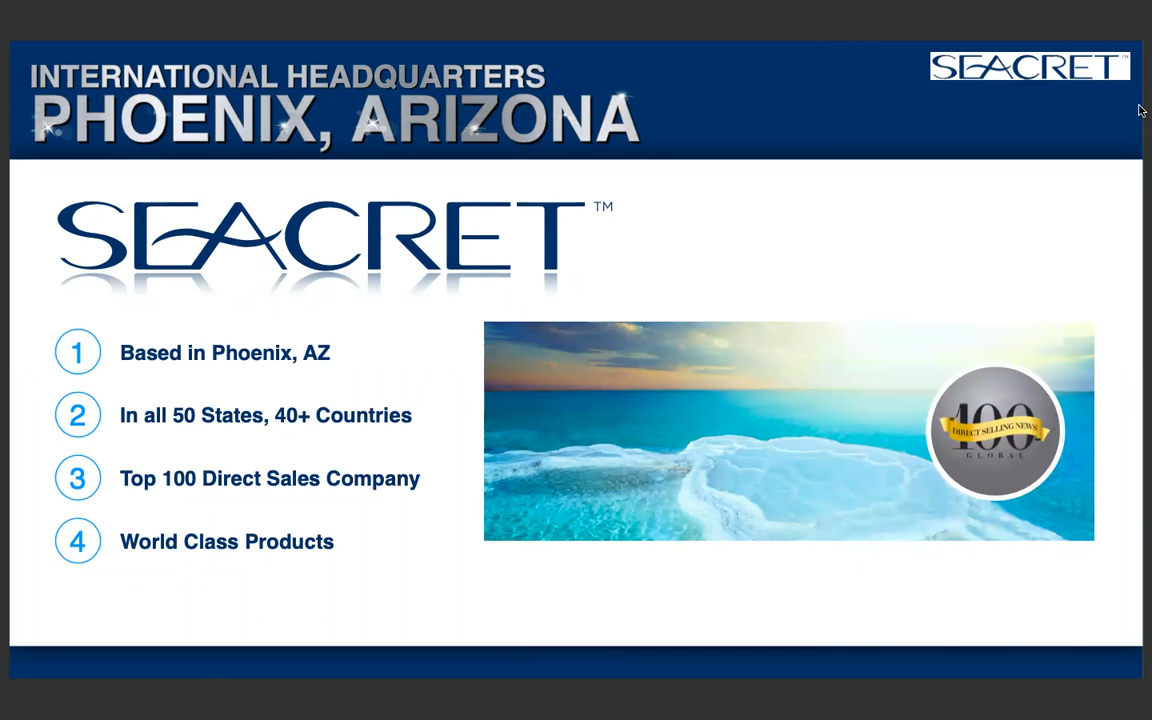 INTERNATIONAL HEADQUARTERS
PHOENIX, ARIZONA
SEACRET™
SEACRET™
1 Based in Phoenix, AZ
2 In all 50 States, 40+ Countries
3 Top 100 Direct Sales Company
4 World Class Products
100
DIRECT SELLING NEWS
GLOBAL